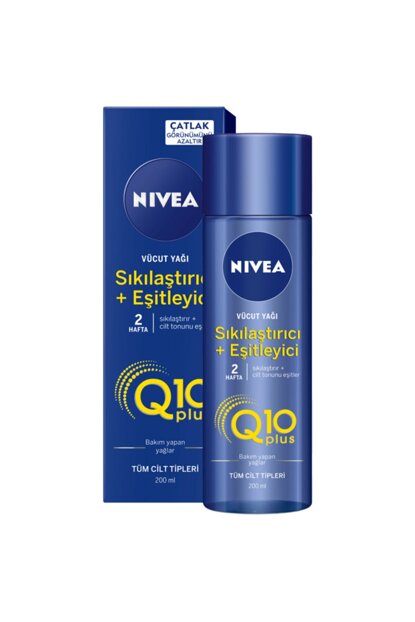 ÇATLAK
GÖRÜNÜMÜNÜ
AZALTIR
NIVEA
VÜCUT YAĞI
Sıkılaştırıcı
+ Eşitleyici
2
HAFTA
sıkılaştırır +
cilt tonunu eşi
Q10
plus
Bakım yapan
yağlar
TÜM CİLT TİPLERİ
200 ml
NIVEA
VÜCUT YAĞI
Sıkılaştırıcı
+ Eşitleyici
2
HAFTA
sıkılaştırır +
cilt tonunu eşitler
Q10
plus
Bakım yapan
yağlar
TÜM CİLT TİPLERİ
200 ml